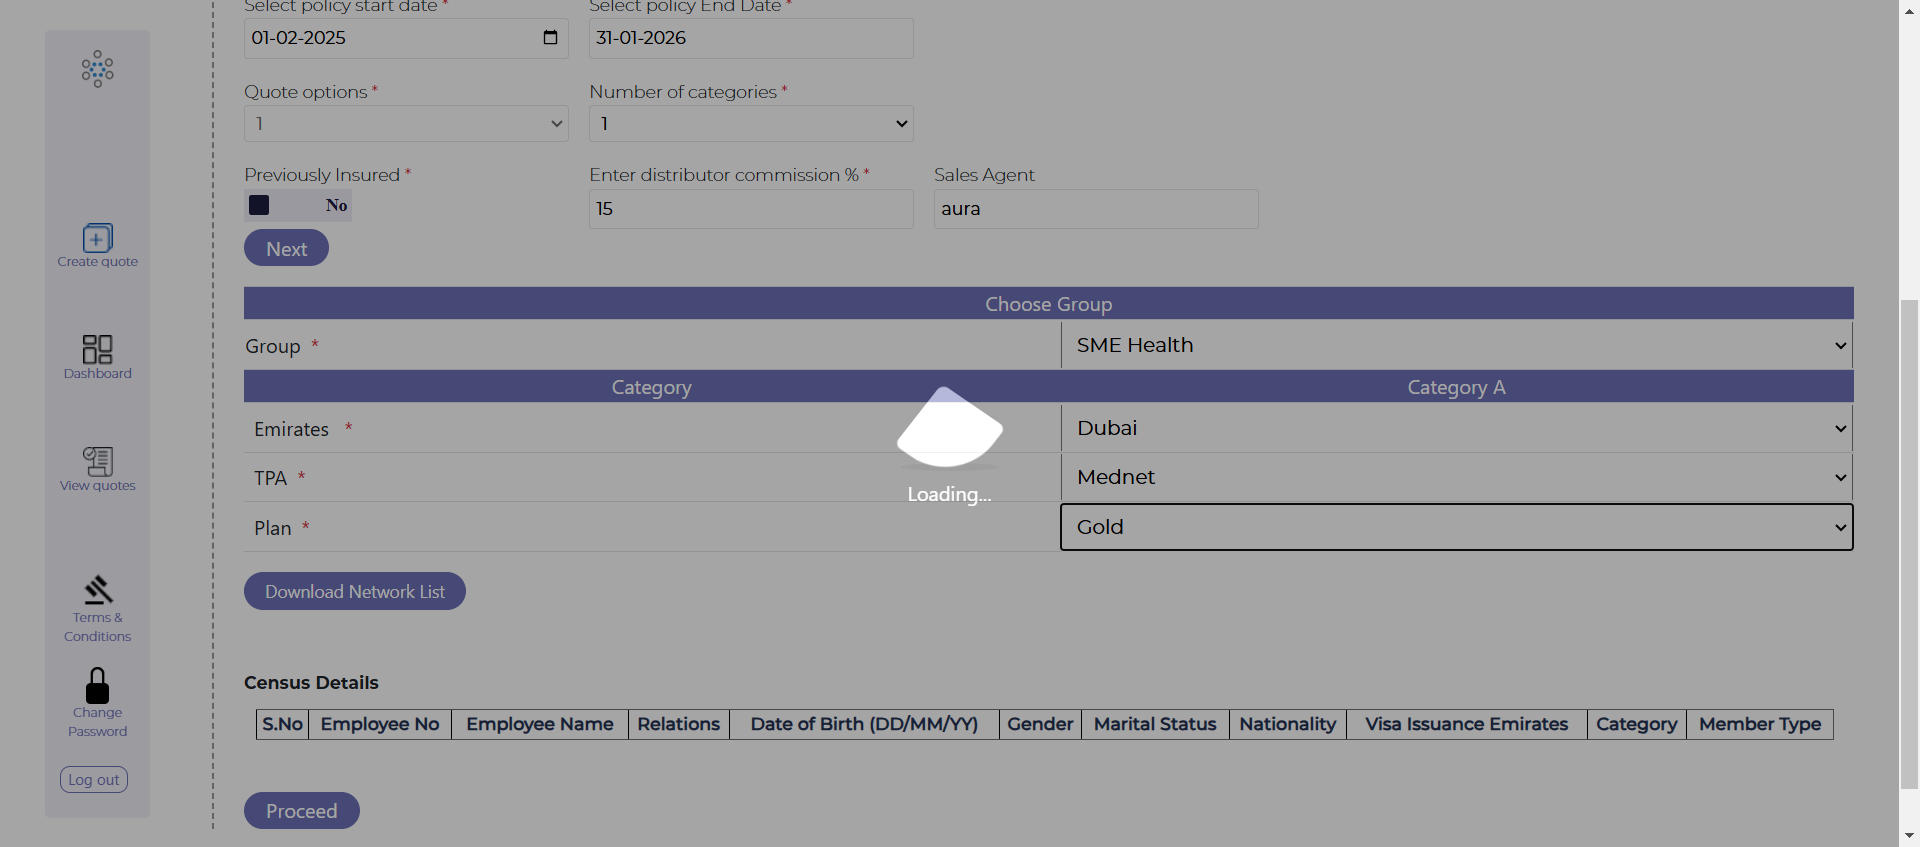 Select policy start date *
Select policy End Date *
01-02-2025
31-01-2026
Quote options *
Number of categories *
1
1
Previously Insured *
Enter distributor commission % *
Sales Agent
No
15
aura
Next
Choose Group
Group *
SME Health
Category
Category A
Emirates *
Dubai
TPA *
Mednet
Loading...
Plan *
Gold
Download Network List
Census Details
S.No
Employee No
Employee Name
Relations
Date of Birth (DD/MM/YY)
Gender
Marital Status
Nationality
Visa Issuance Emirates
Category
Member Type
Proceed
Create quote
Dashboard
View quotes
Terms &
Conditions
Change
Password
Log out